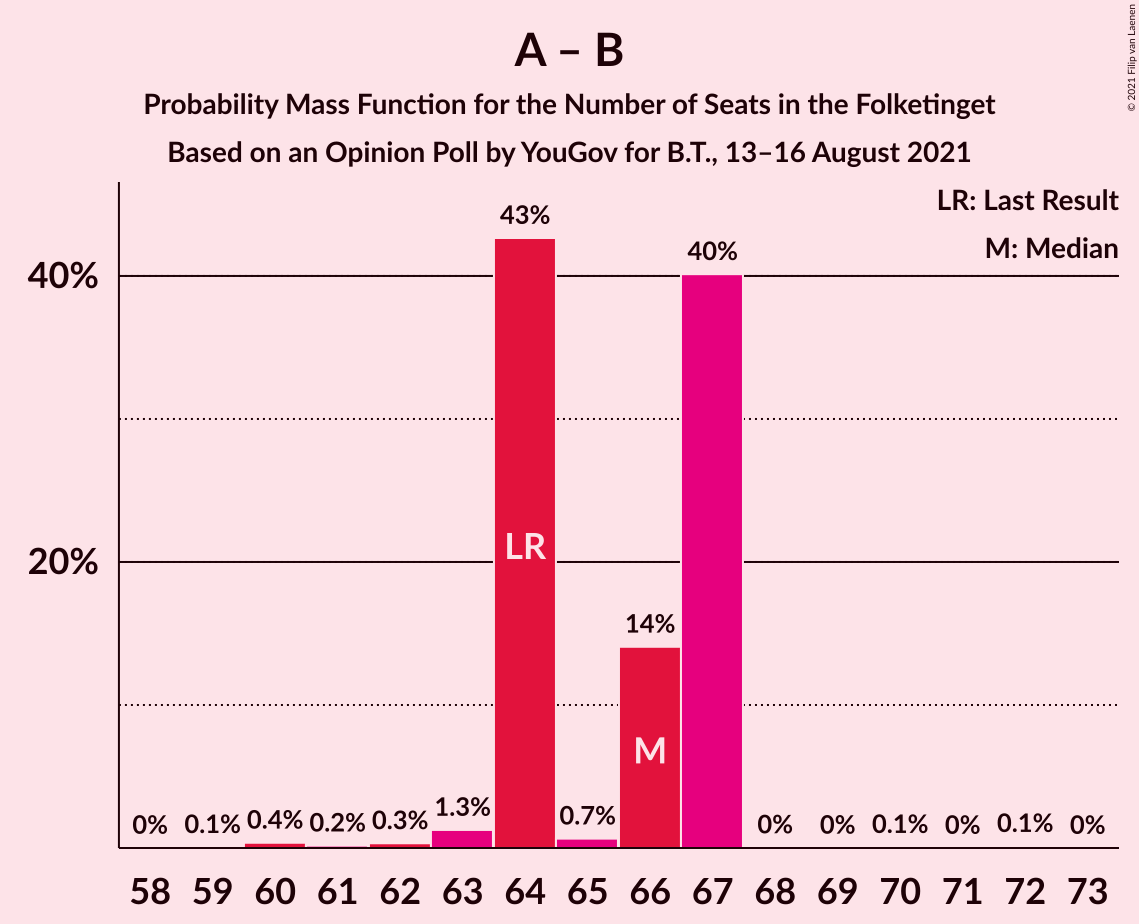 A – B
Probability Mass Function for the Number of Seats in the Folketinget
Based on an Opinion Poll by YouGov for B.T., 13–16 August 2021
© 2021 Filip van Laenen
LR: Last Result
M: Median
43%
40%
40%
LR
20%
14%
M
0% 0.1% 0.4% 0.2% 0.3% 1.3% 0.7% 0% 0% 0.1% 0% 0.1% 0%
58 59 60 61 62 63 64 65 66 67 68 69 70 71 72 73